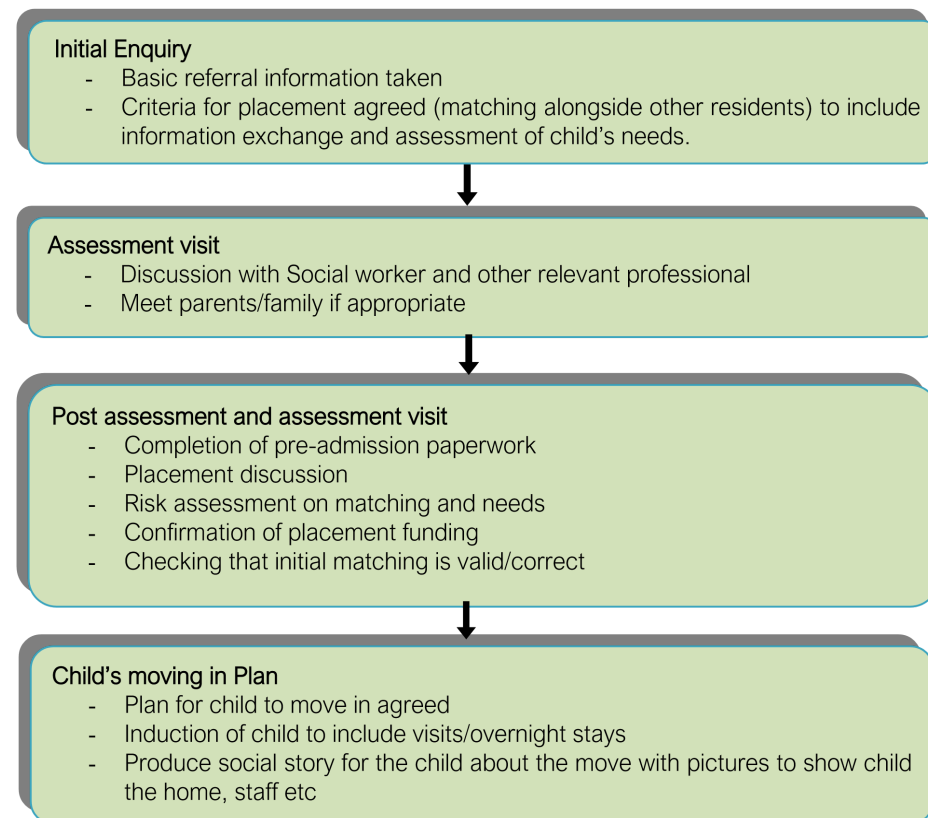 Initial Enquiry
- Basic referral information taken
- Criteria for placement agreed (matching alongside other residents) to include
information exchange and assessment of child's needs.
Assessment visit
- Discussion with Social worker and other relevant professional
- Meet parents/family if appropriate
Post assessment and assessment visit
- Completion of pre-admission paperwork
- Placement discussion
- Risk assessment on matching and needs
- Confirmation of placement funding
- Checking that initial matching is valid/correct
Child's moving in Plan
- Plan for child to move in agreed
- Induction of child to include visits/overnight stays
- Produce social story for the child about the move with pictures to show child
the home, staff etc